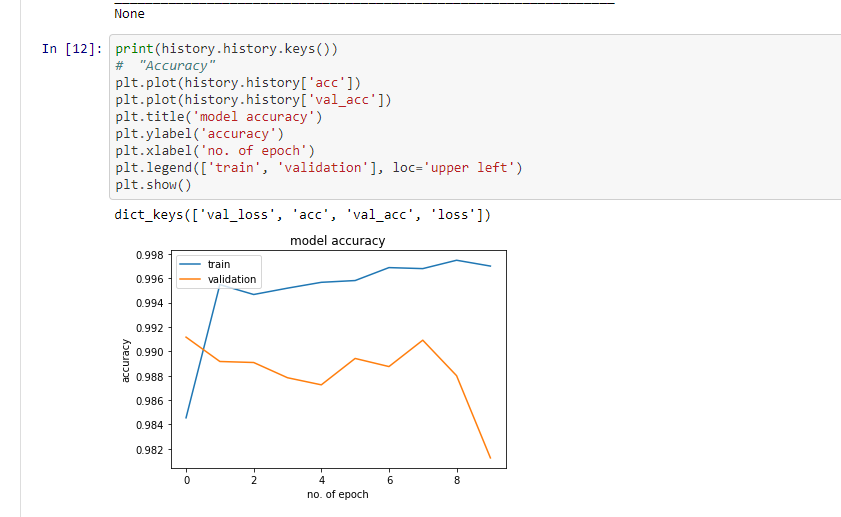 None
In [12]:
print(history.history.keys())
#  "Accuracy"
plt.plot(history.history['acc'])
plt.plot(history.history['val_acc'])
plt.title('model accuracy')
plt.ylabel('accuracy')
plt.xlabel('no. of epoch')
plt.legend(['train', 'validation'], loc='upper left')
plt.show()
dict_keys(['val_loss', 'acc', 'val_acc', 'loss'])
model accuracy
train
validation
0.998
0.996
0.994
0.992
0.990
0.988
0.986
0.984
0.982
accuracy
0 2 4 6 8
no. of epoch